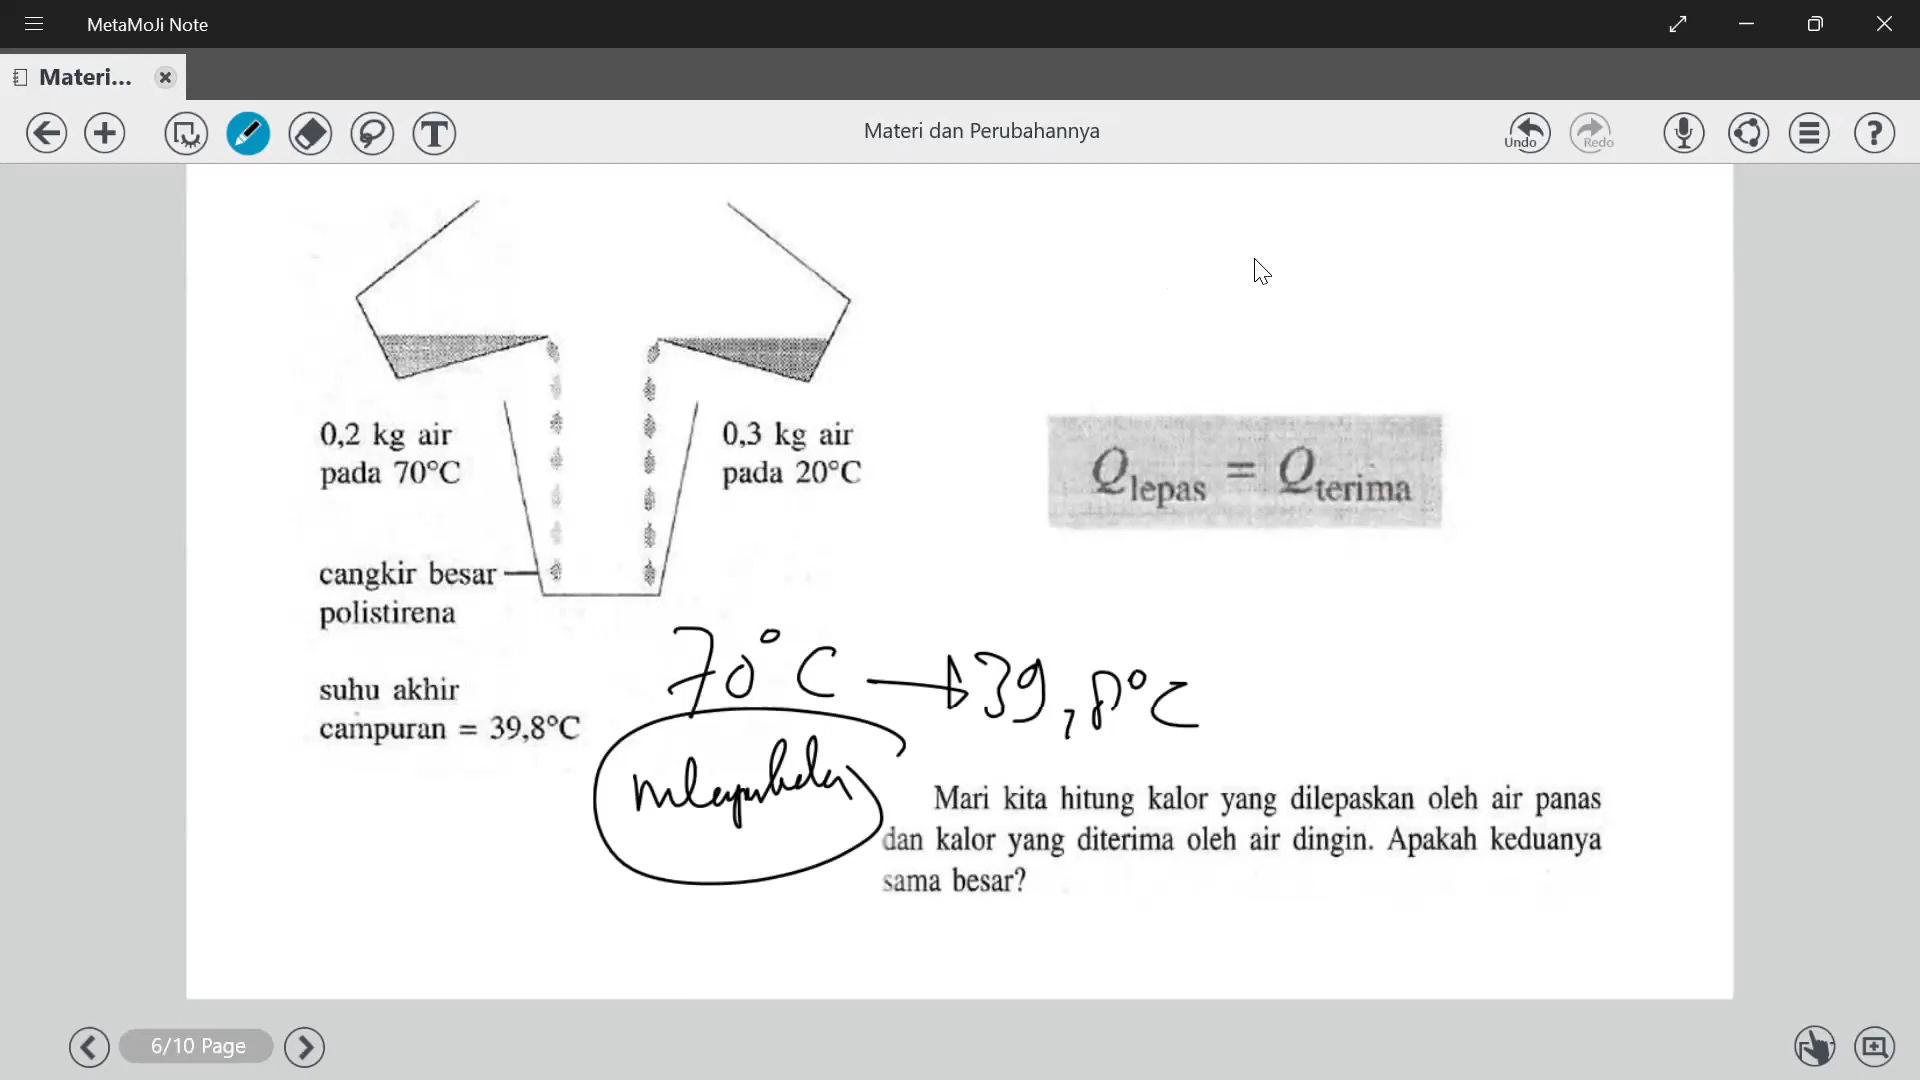 MetaMoJi Note
Materi...
Materi dan Perubahannya
Undo
Redo
0,2 kg air
pada 70°C
0,3 kg air
pada 20°C
Qlepas = Qterima
cangkir besar
polistirena
suhu akhir
campuran = 39,8°C
70°C → 39,8°C
Mari kita hitung kalor yang dilepaskan oleh air panas
dan kalor yang diterima oleh air dingin. Apakah keduanya
sama besar?
6/10 Page